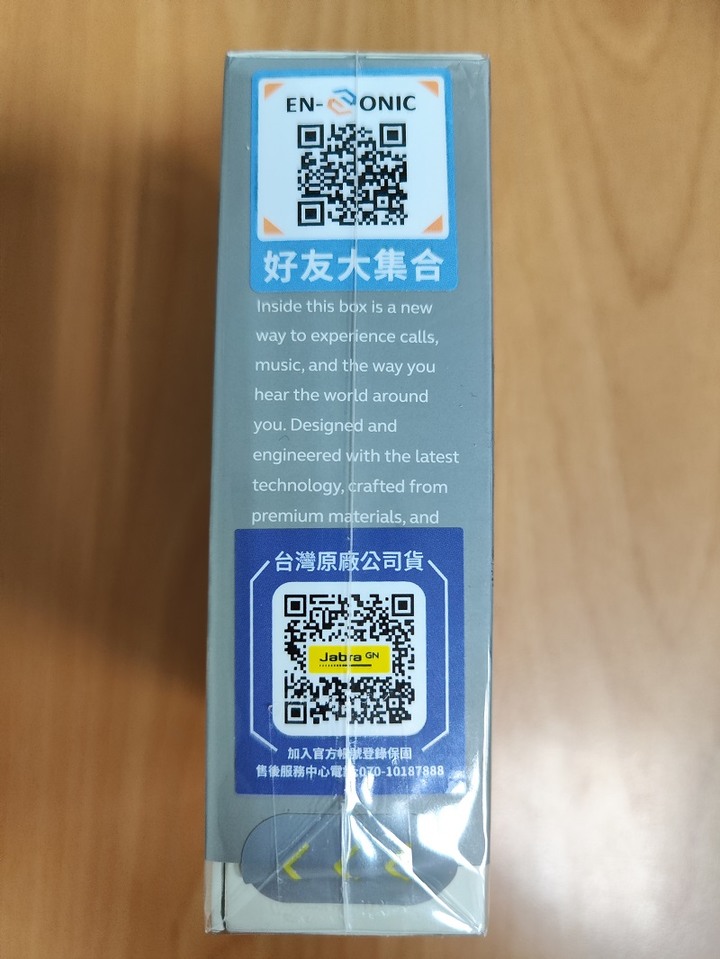 EN-SONIC
好友大集合
Inside this box is a new
way to experience calls,
music, and the way you
hear the world around
you. Designed and
engineered with the latest
technology, crafted from
premium materials, and
台灣原廠公司貨
Jabra GN
加入官方帳號登錄保固
售後服務中心電話:070-10187888